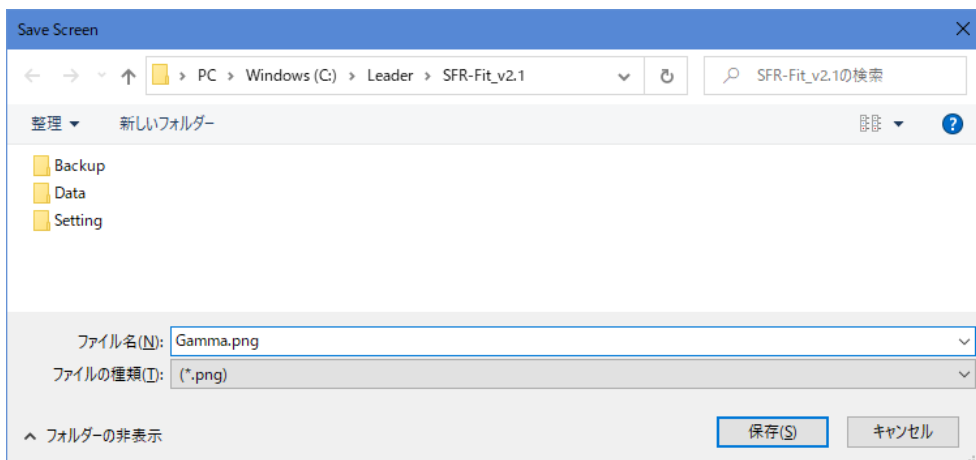 Save Screen
PC > Windows (C:) > Leader > SFR-Fit_v2.1
SFR-Fit_v2.1の検索
整理 新しいフォルダー
Backup
Data
Setting
ファイル名(N): Gamma.png
ファイルの種類(T): (*.png)
フォルダーの非表示 保存(S) キャンセル